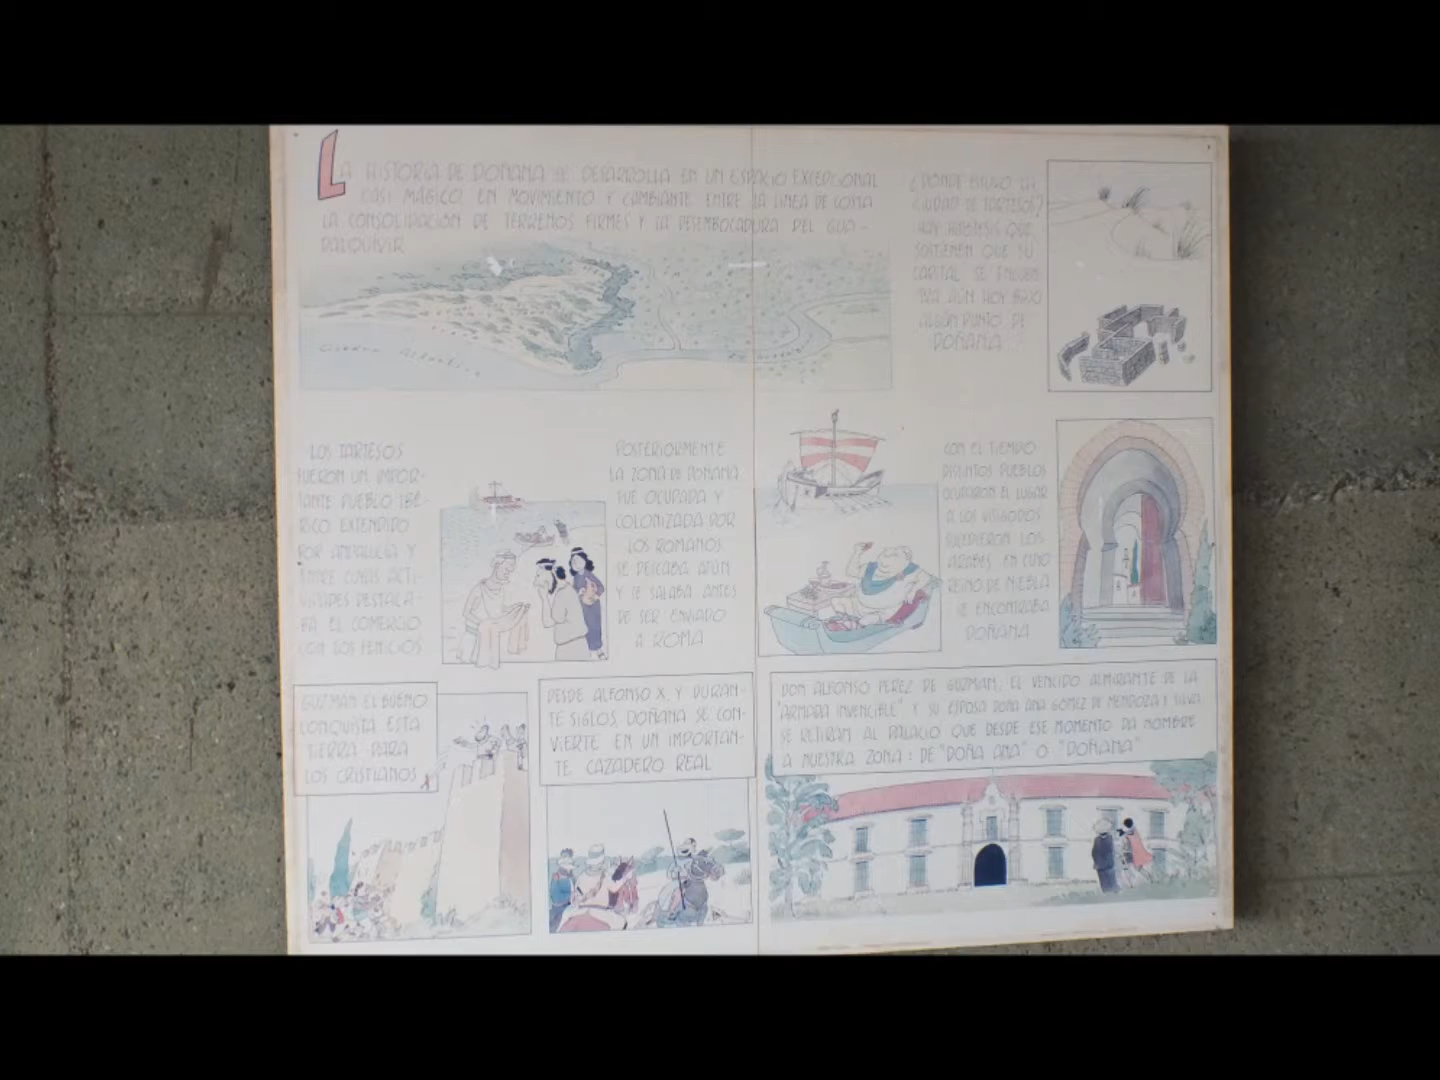 LA HISTORIA DE DOÑANA SE DESARROLLA EN UN ESPACIO EXCEPCIONAL
CASI MÁGICO, EN MOVIMIENTO Y CAMBIANTE ENTRE LA LINEA DE COSTA
LA CONSOLIDACIÓN DE TERRENOS FIRMES Y LA DESEMBOCADURA DEL GUA-
DALQUIVIR
Océano Atlántico
¿DÓNDE ESTUVO LA
CIUDAD DE TARTESOS?
HAY HIPÓTESIS QUE
SOSTIENEN QUE SU
CAPITAL SE ENCUEN
TRA AÚN HOY BAJO
ALGÚN PUNTO DE
DOÑANA
LOS TARTESOS
FUERON UN IMPOR-
TANTE PUEBLO IBÉ-
RICO EXTENDIDO
POR ANDALUCÍA Y
ENTRE CUYAS ACTI-
VIDADES DESTACA-
BA EL COMERCIO
CON LOS FENICIOS
POSTERIORMENTE
LA ZONA DE DOÑANA
FUE OCUPADA Y
COLONIZADA POR
LOS ROMANOS.
SE PESCABA ATÚN
Y SE SALABA ANTES
DE SER ENVIADO
A ROMA
CON EL TIEMPO
DISTINTOS PUEBLOS
OCUPARON EL LUGAR
A LOS VISIGODOS
SUCEDIERON LOS
ÁRABES, EN CUYO
REINO DE NIEBLA
SE ENCONTRABA
DOÑANA
GUZMAN EL BUENO
CONQUISTA ESTA
TIERRA PARA
LOS CRISTIANOS
DESDE ALFONSO X, Y DURAN-
TE SIGLOS, DOÑANA SE CON-
VIERTE EN UN IMPORTAN-
TE CAZADERO REAL
DON ALFONSO PEREZ DE GUZMAN, EL VENCIDO ALMIRANTE DE LA
"ARMADA INVENCIBLE" Y SU ESPOSA DOÑA ANA GÓMEZ DE MENDOZA Y SILVA
SE RETIRAN AL PALACIO QUE DESDE ESE MOMENTO DA NOMBRE
A NUESTRA ZONA: DE "DOÑA ANA" O "DOÑANA"